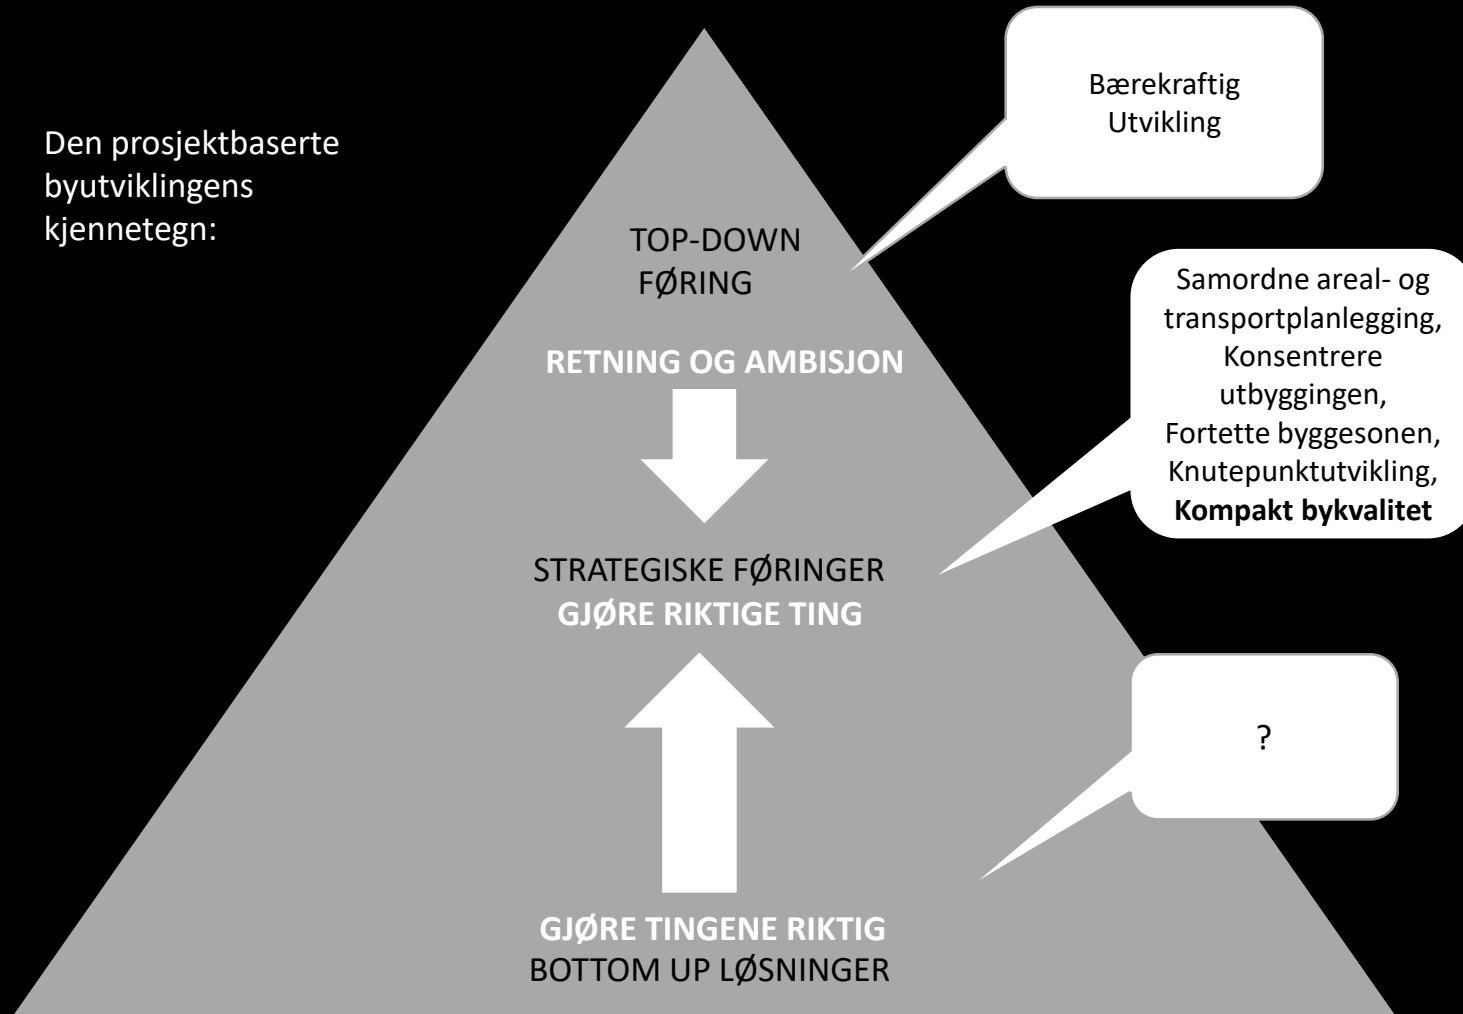 Den prosjektbaserte
byutviklingens
kjennetegn:
Bærekraftig
Utvikling
TOP-DOWN
FØRING
RETNING OG AMBISJON
Samordne areal- og
transportplanlegging,
Konsentrere
utbyggingen,
Fortette byggesonen,
Knutepunktutvikling,
Kompakt bykvalitet
STRATEGISKE FØRINGER
GJØRE RIKTIGE TING
?
GJØRE TINGENE RIKTIG
BOTTOM UP LØSNINGER